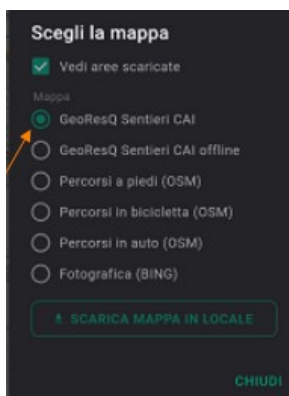 Scegli la mappa
Vedi aree scaricate
Mappa
GeoResQ Sentieri CAI
GeoResQ Sentieri CAI offline
Percorsi a piedi (OSM)
Percorsi in bicicletta (OSM)
Percorsi in auto (OSM)
Fotografica (BING)
SCARICA MAPPA IN LOCALE
CHIUDI